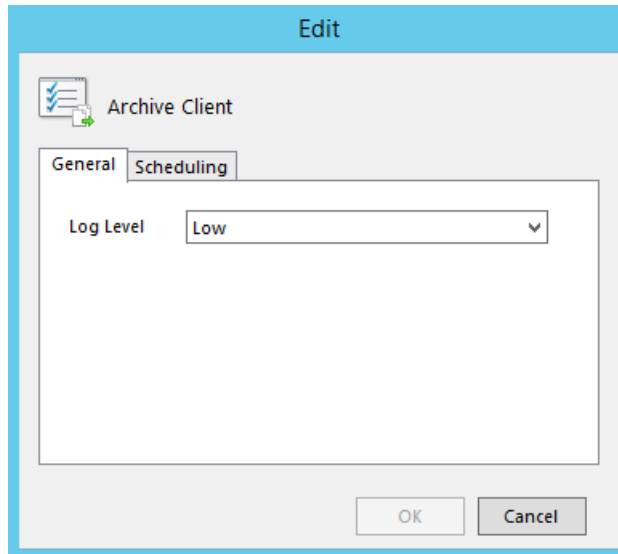 Edit
Archive Client
General Scheduling
Log Level Low
OK Cancel